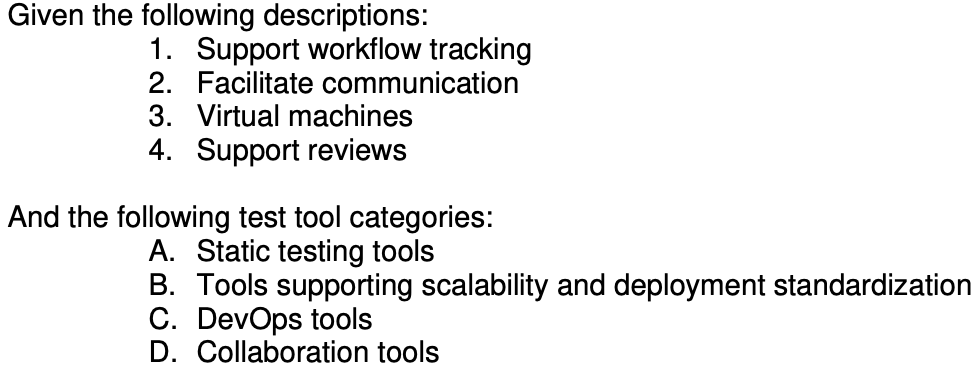 Given the following descriptions:
1. Support workflow tracking
2. Facilitate communication
3. Virtual machines
4. Support reviews
And the following test tool categories:
A. Static testing tools
B. Tools supporting scalability and deployment standardization
C. DevOps tools
D. Collaboration tools